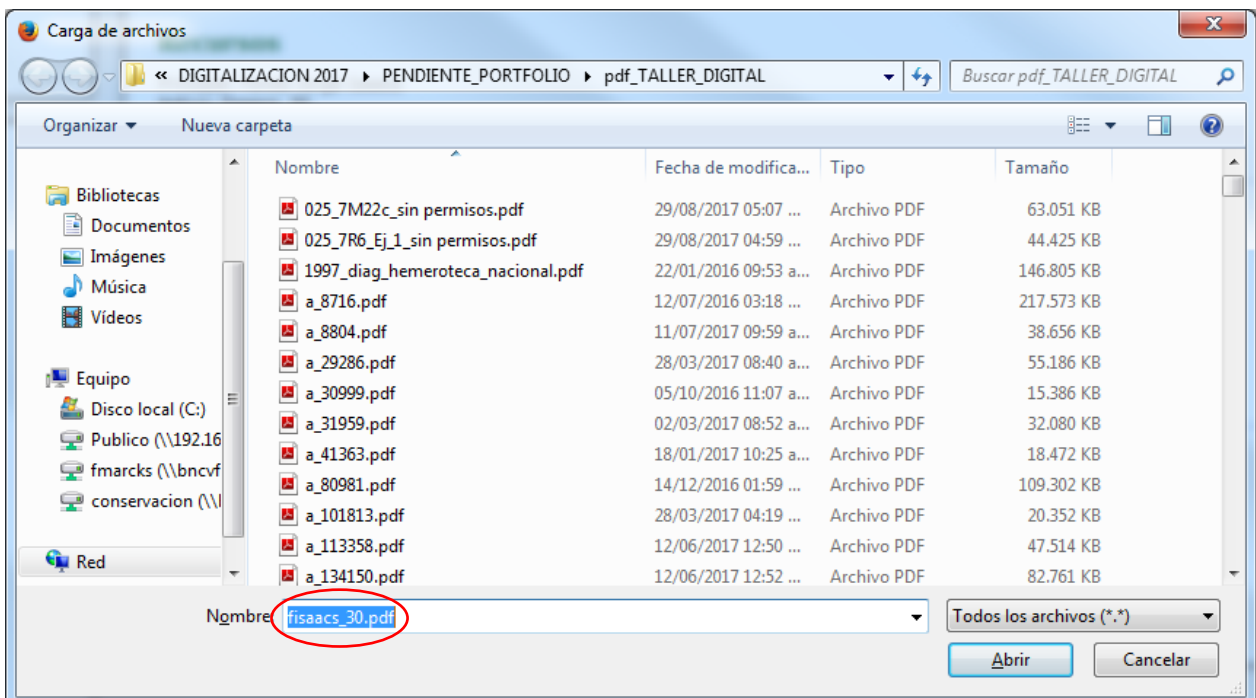 Carga de archivos
« DIGITALIZACION 2017 ▸ PENDIENTE_PORTFOLIO ▸ pdf_TALLER_DIGITAL
Buscar pdf_TALLER_DIGITAL
Organizar Nueva carpeta
Nombre Fecha de modifica... Tipo Tamaño
Bibliotecas
Documentos
Imágenes
Música
Vídeos
Equipo
Disco local (C:)
Publico (\\192.16
fmarcks (\\bncvf
conservacion (\\
Red
025_7M22c_sin permisos.pdf 29/08/2017 05:07 ... Archivo PDF 63.051 KB
025_7R6_Ej_1_sin permisos.pdf 29/08/2017 04:59 ... Archivo PDF 44.425 KB
1997_diag_hemeroteca_nacional.pdf 22/01/2016 09:53 a... Archivo PDF 146.805 KB
a_8716.pdf 12/07/2016 03:18 ... Archivo PDF 217.573 KB
a_8804.pdf 11/07/2017 09:59 a... Archivo PDF 38.656 KB
a_29286.pdf 28/03/2017 08:40 a... Archivo PDF 55.186 KB
a_30999.pdf 05/10/2016 11:07 a... Archivo PDF 15.386 KB
a_31959.pdf 02/03/2017 08:52 a... Archivo PDF 32.080 KB
a_41363.pdf 18/01/2017 10:25 a... Archivo PDF 18.472 KB
a_80981.pdf 14/12/2016 01:59 ... Archivo PDF 109.302 KB
a_101813.pdf 28/03/2017 04:19 ... Archivo PDF 20.352 KB
a_113358.pdf 12/06/2017 12:50 ... Archivo PDF 47.514 KB
a_134150.pdf 12/06/2017 12:52 ... Archivo PDF 82.761 KB
Nombre fisaacs_30.pdf Todos los archivos (*.*)
Abrir Cancelar